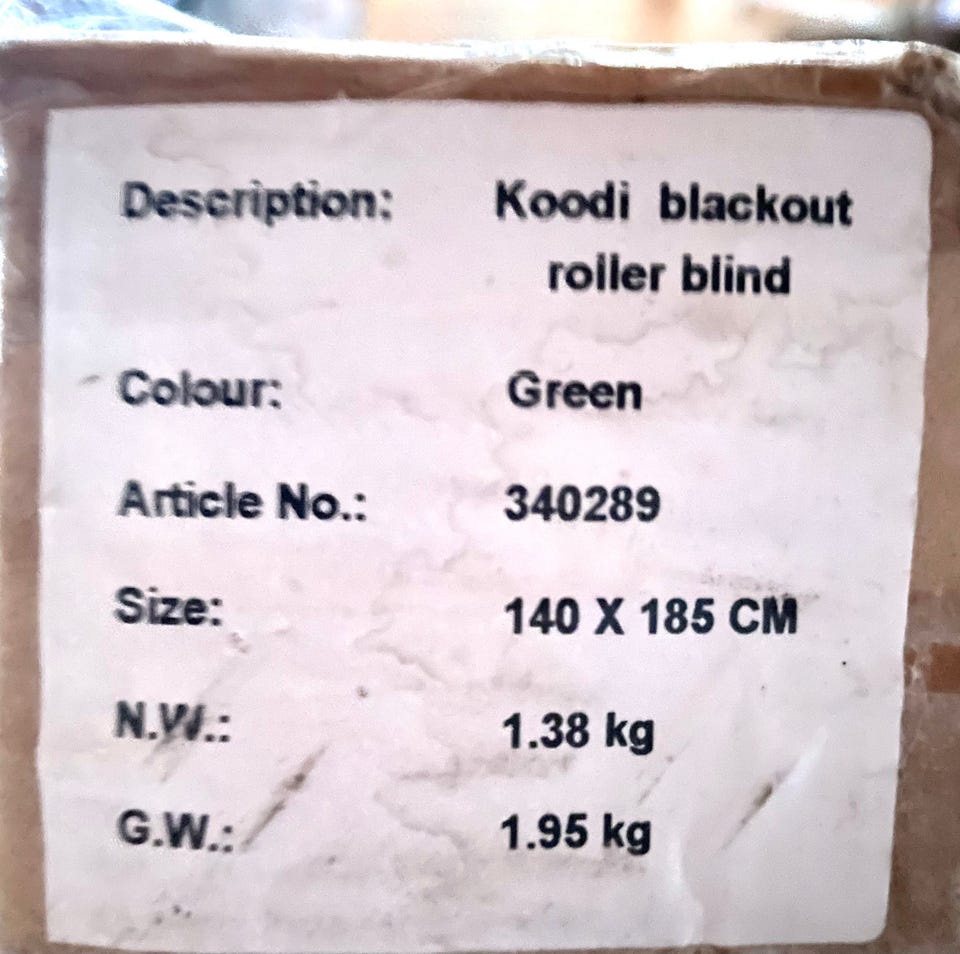 Description: Koodi blackout
roller blind
Colour: Green
Article No.: 340289
Size: 140 X 185 CM
N.W.: 1.38 kg
G.W.: 1.95 kg